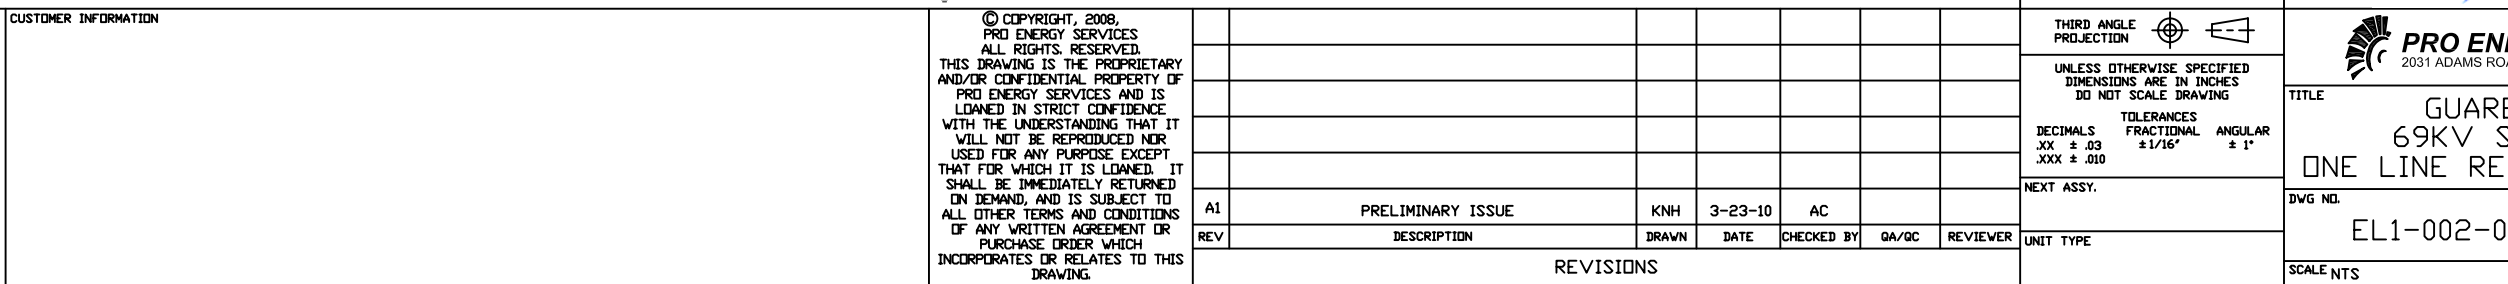 CUSTOMER INFORMATION
© COPYRIGHT, 2008,
PRO ENERGY SERVICES
ALL RIGHTS. RESERVED.
THIS DRAWING IS THE PROPRIETARY
AND/OR CONFIDENTIAL PROPERTY OF
PRO ENERGY SERVICES AND IS
LOANED IN STRICT CONFIDENCE
WITH THE UNDERSTANDING THAT IT
WILL NOT BE REPRODUCED NOR
USED FOR ANY PURPOSE EXCEPT
THAT FOR WHICH IT IS LOANED. IT
SHALL BE IMMEDIATELY RETURNED
ON DEMAND, AND IS SUBJECT TO
ALL OTHER TERMS AND CONDITIONS
OF ANY WRITTEN AGREEMENT OR
PURCHASE ORDER WHICH
INCORPORATES OR RELATES TO THIS
DRAWING.
A1 PRELIMINARY ISSUE KNH 3-23-10 AC
REV DESCRIPTION DRAWN DATE CHECKED BY QA/QC REVIEWER
REVISIONS
THIRD ANGLE
PROJECTION
UNLESS OTHERWISE SPECIFIED
DIMENSIONS ARE IN INCHES
DO NOT SCALE DRAWING
TOLERANCES
DECIMALS FRACTIONAL ANGULAR
.XX ± .03 ±1/16" ± 1°
.XXX ± .010
NEXT ASSY.
UNIT TYPE
PRO EN
2031 ADAMS RO
TITLE
GUAR
69KV S
ONE LINE RE
DWG NO.
EL1-002-0
SCALE NTS